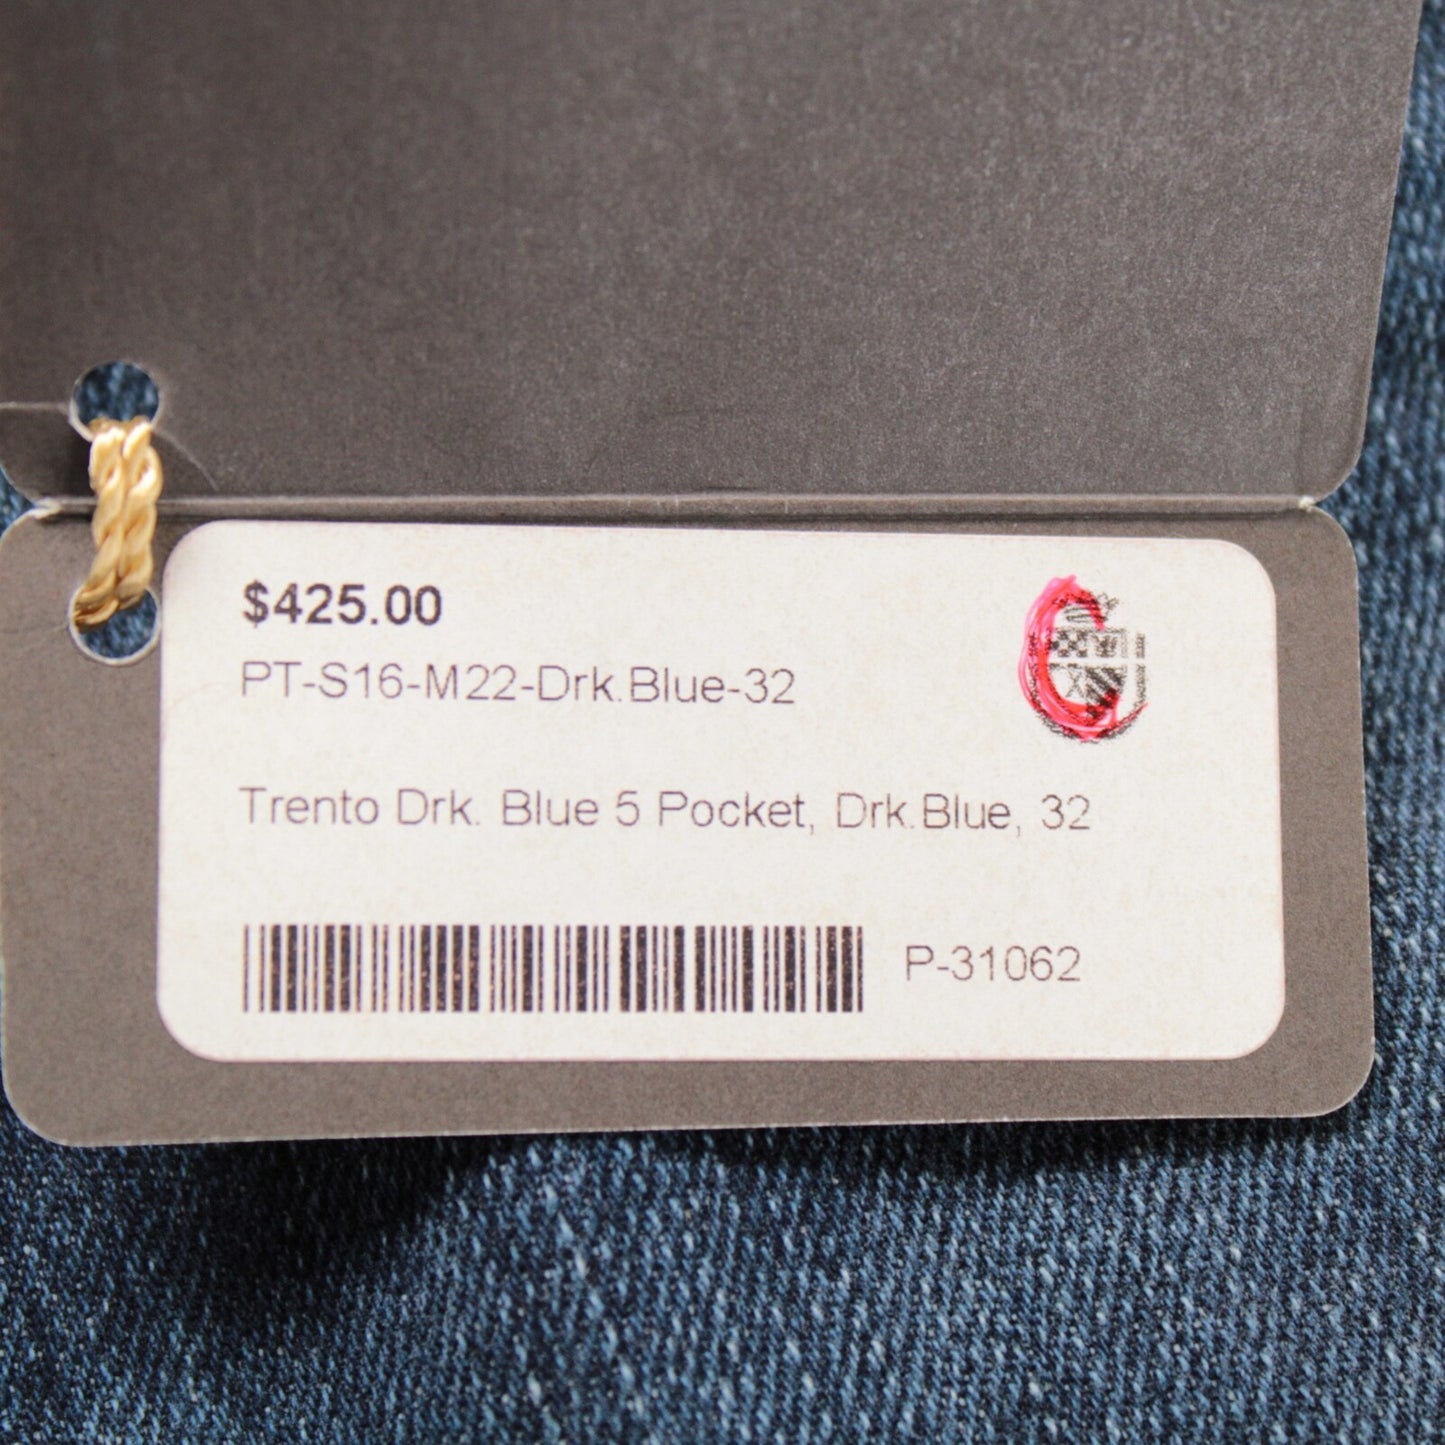 $425.00
PT-S16-M22-Drk.Blue-32
Trento Drk. Blue 5 Pocket, Drk.Blue, 32
P-31062